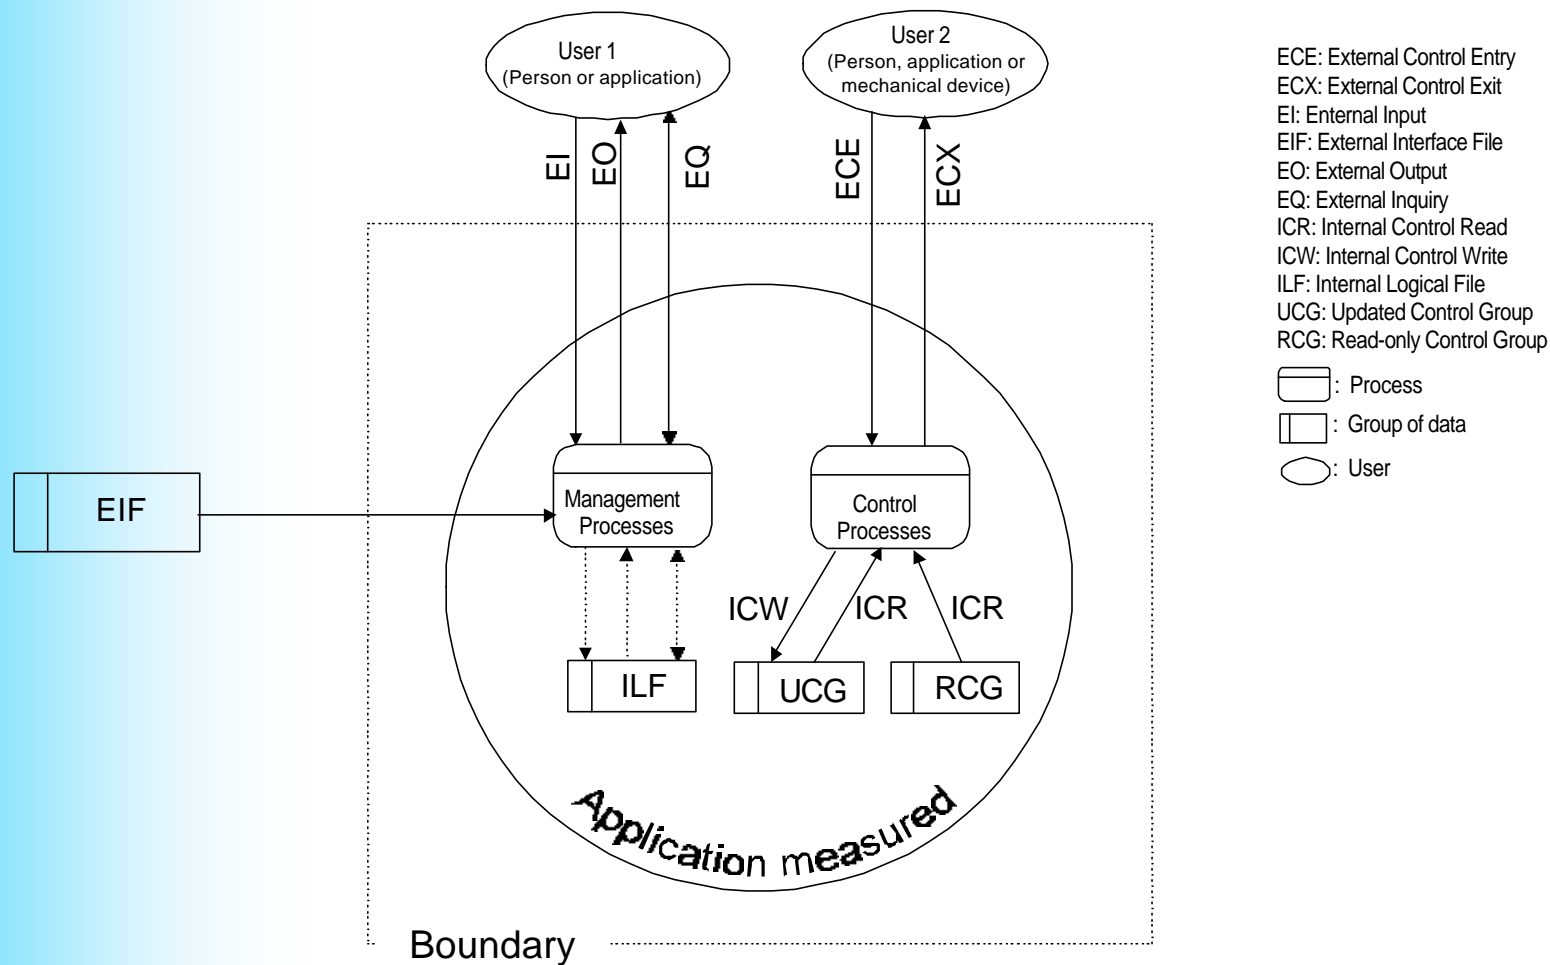 User 1
(Person or application)
User 2
(Person, application or
mechanical device)
ECE: External Control Entry
ECX: External Control Exit
EI: Enternal Input
EIF: External Interface File
EO: External Output
EQ: External Inquiry
ICR: Internal Control Read
ICW: Internal Control Write
ILF: Internal Logical File
UCG: Updated Control Group
RCG: Read-only Control Group
: Process
: Group of data
: User
EI
EO
EQ
ECE
ECX
EIF
Management
Processes
Control
Processes
ICW
ICR
ICR
ILF
UCG
RCG
Application measured
Boundary